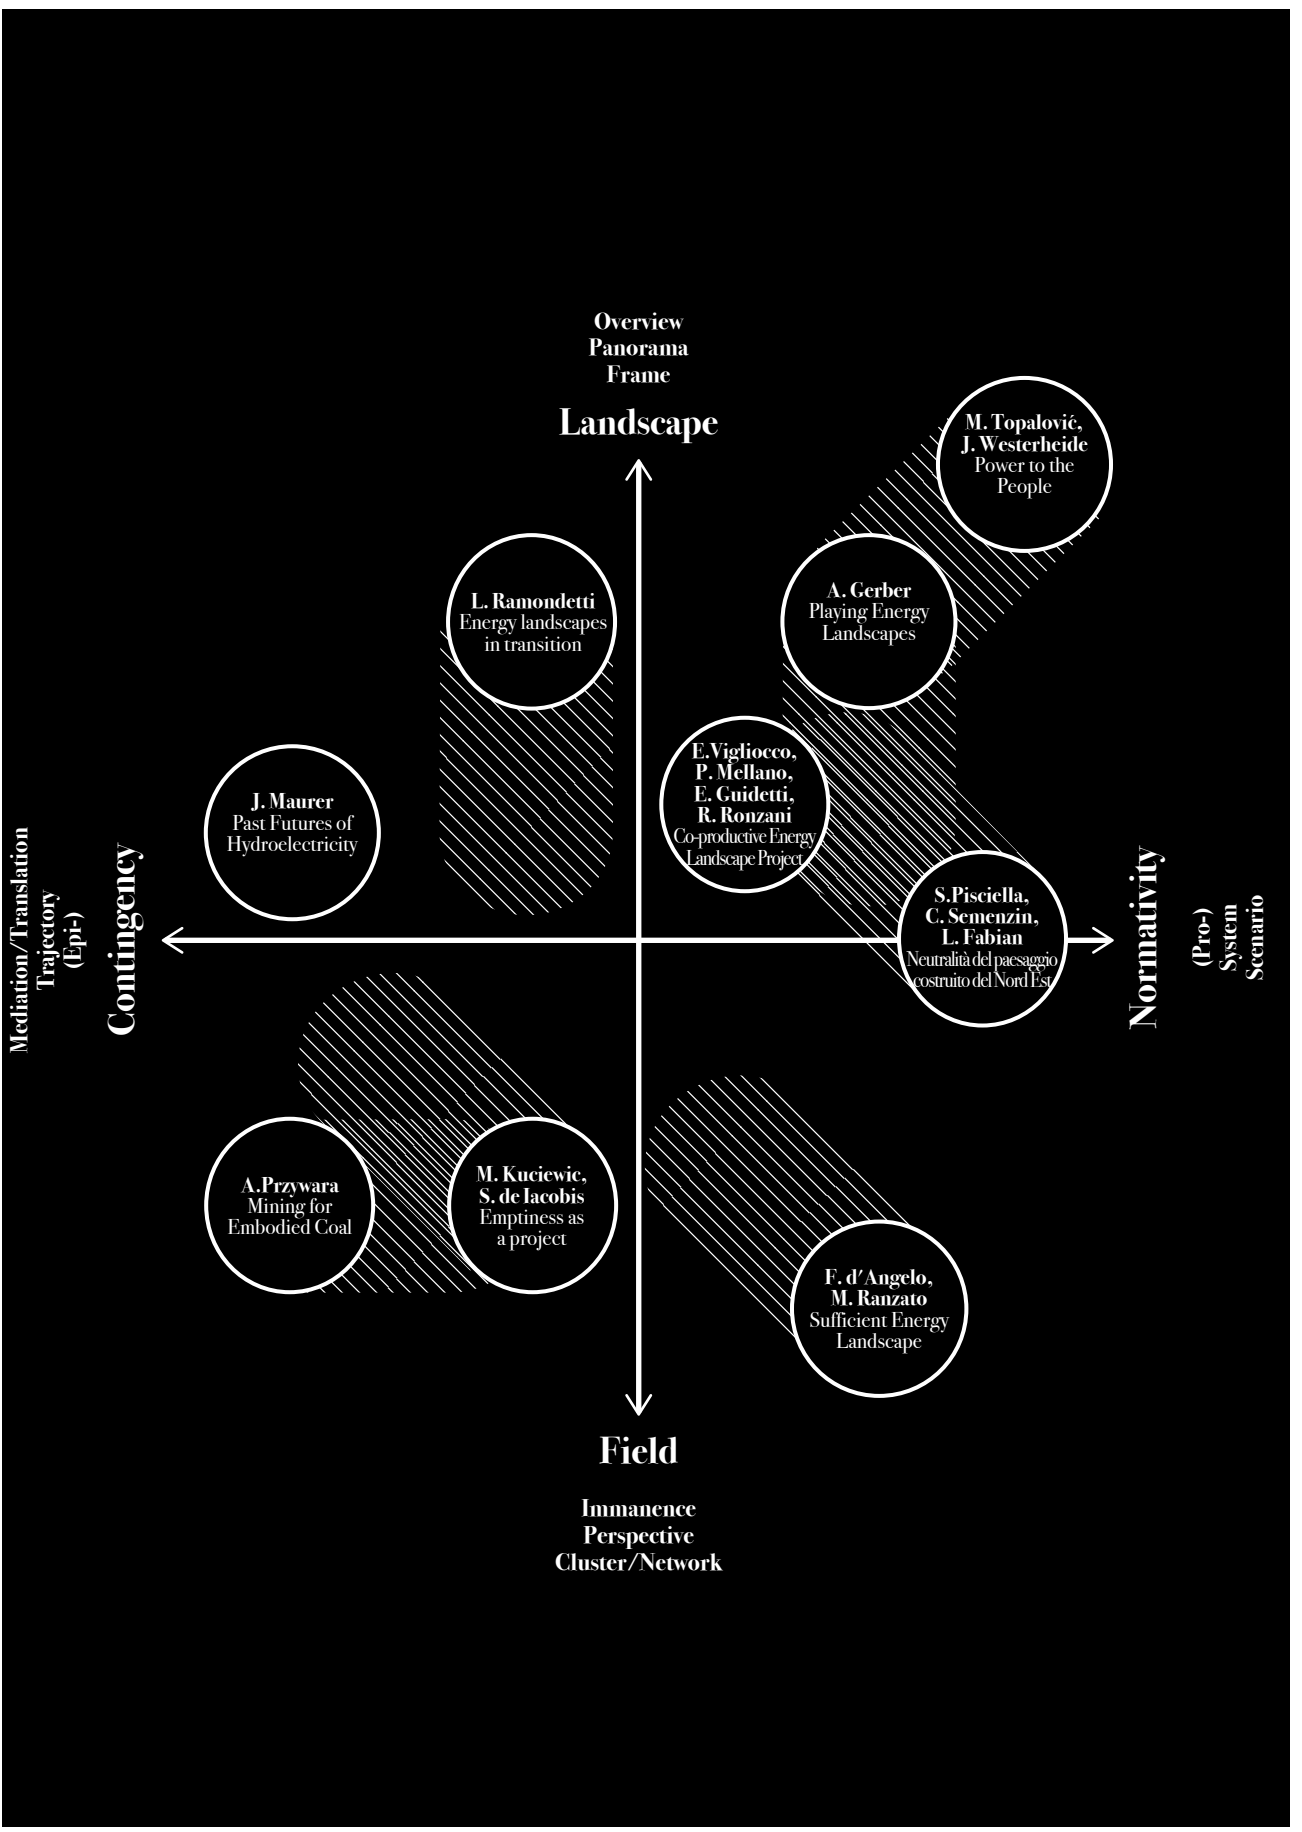 Overview
Panorama
Frame
Landscape
M. Topalović,
J. Westerheide
Power to the
People
L. Ramondetti
Energy landscapes
in transition
A. Gerber
Playing Energy
Landscapes
J. Maurer
Past Futures of
Hydroelectricity
E.Vigliocco,
P. Mellano,
E. Guidetti,
R. Ronzani
Co-productive Energy
Landscape Project
Mediation/Translation
Trajectory
(Epi-)
Contingency
S.Pisciella,
C. Semenzin,
L. Fabian
Neutralità del paesaggio
costruito del Nord Est
Normativity
(Pro-)
System
Scenario
A.Przywara
Mining for
Embodied Coal
M. Kuciewic,
S. de Iacobis
Emptiness as
a project
F. d'Angelo,
M. Ranzato
Sufficient Energy
Landscape
Field
Immanence
Perspective
Cluster/Network